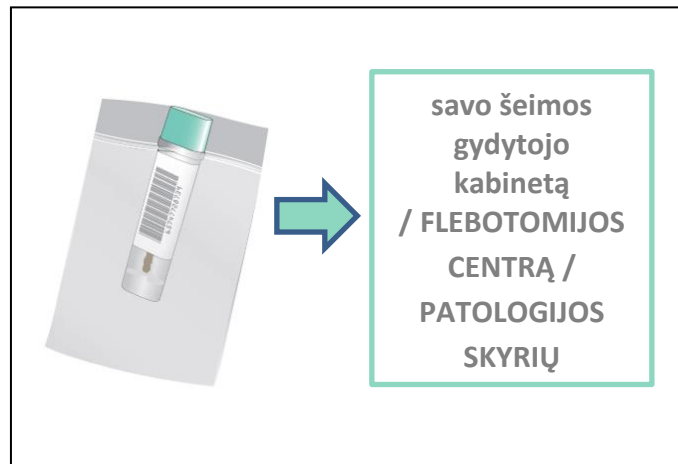 savo šeimos
gydytojo
kabinetą
/ FLEBOTOMIJOS
CENTRĄ /
PATOLOGIJOS
SKYRIŲ